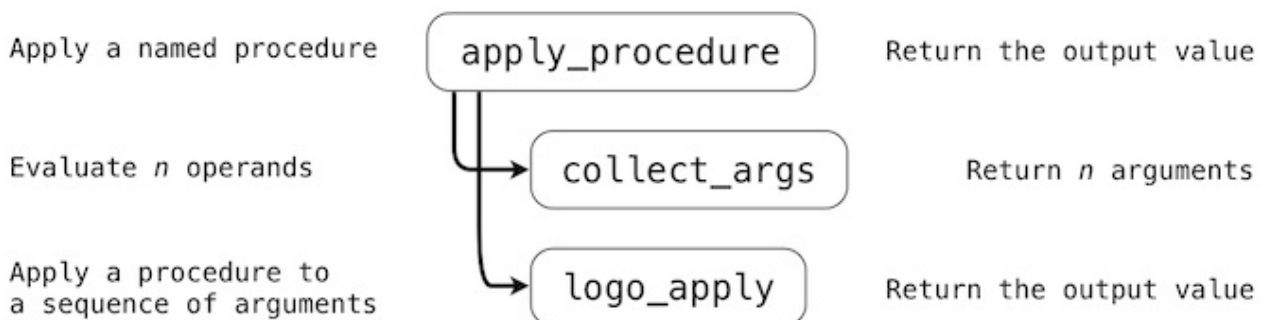 Apply a named procedure
apply_procedure
Return the output value
Evaluate n operands
collect_args
Return n arguments
Apply a procedure to
a sequence of arguments
logo_apply
Return the output value